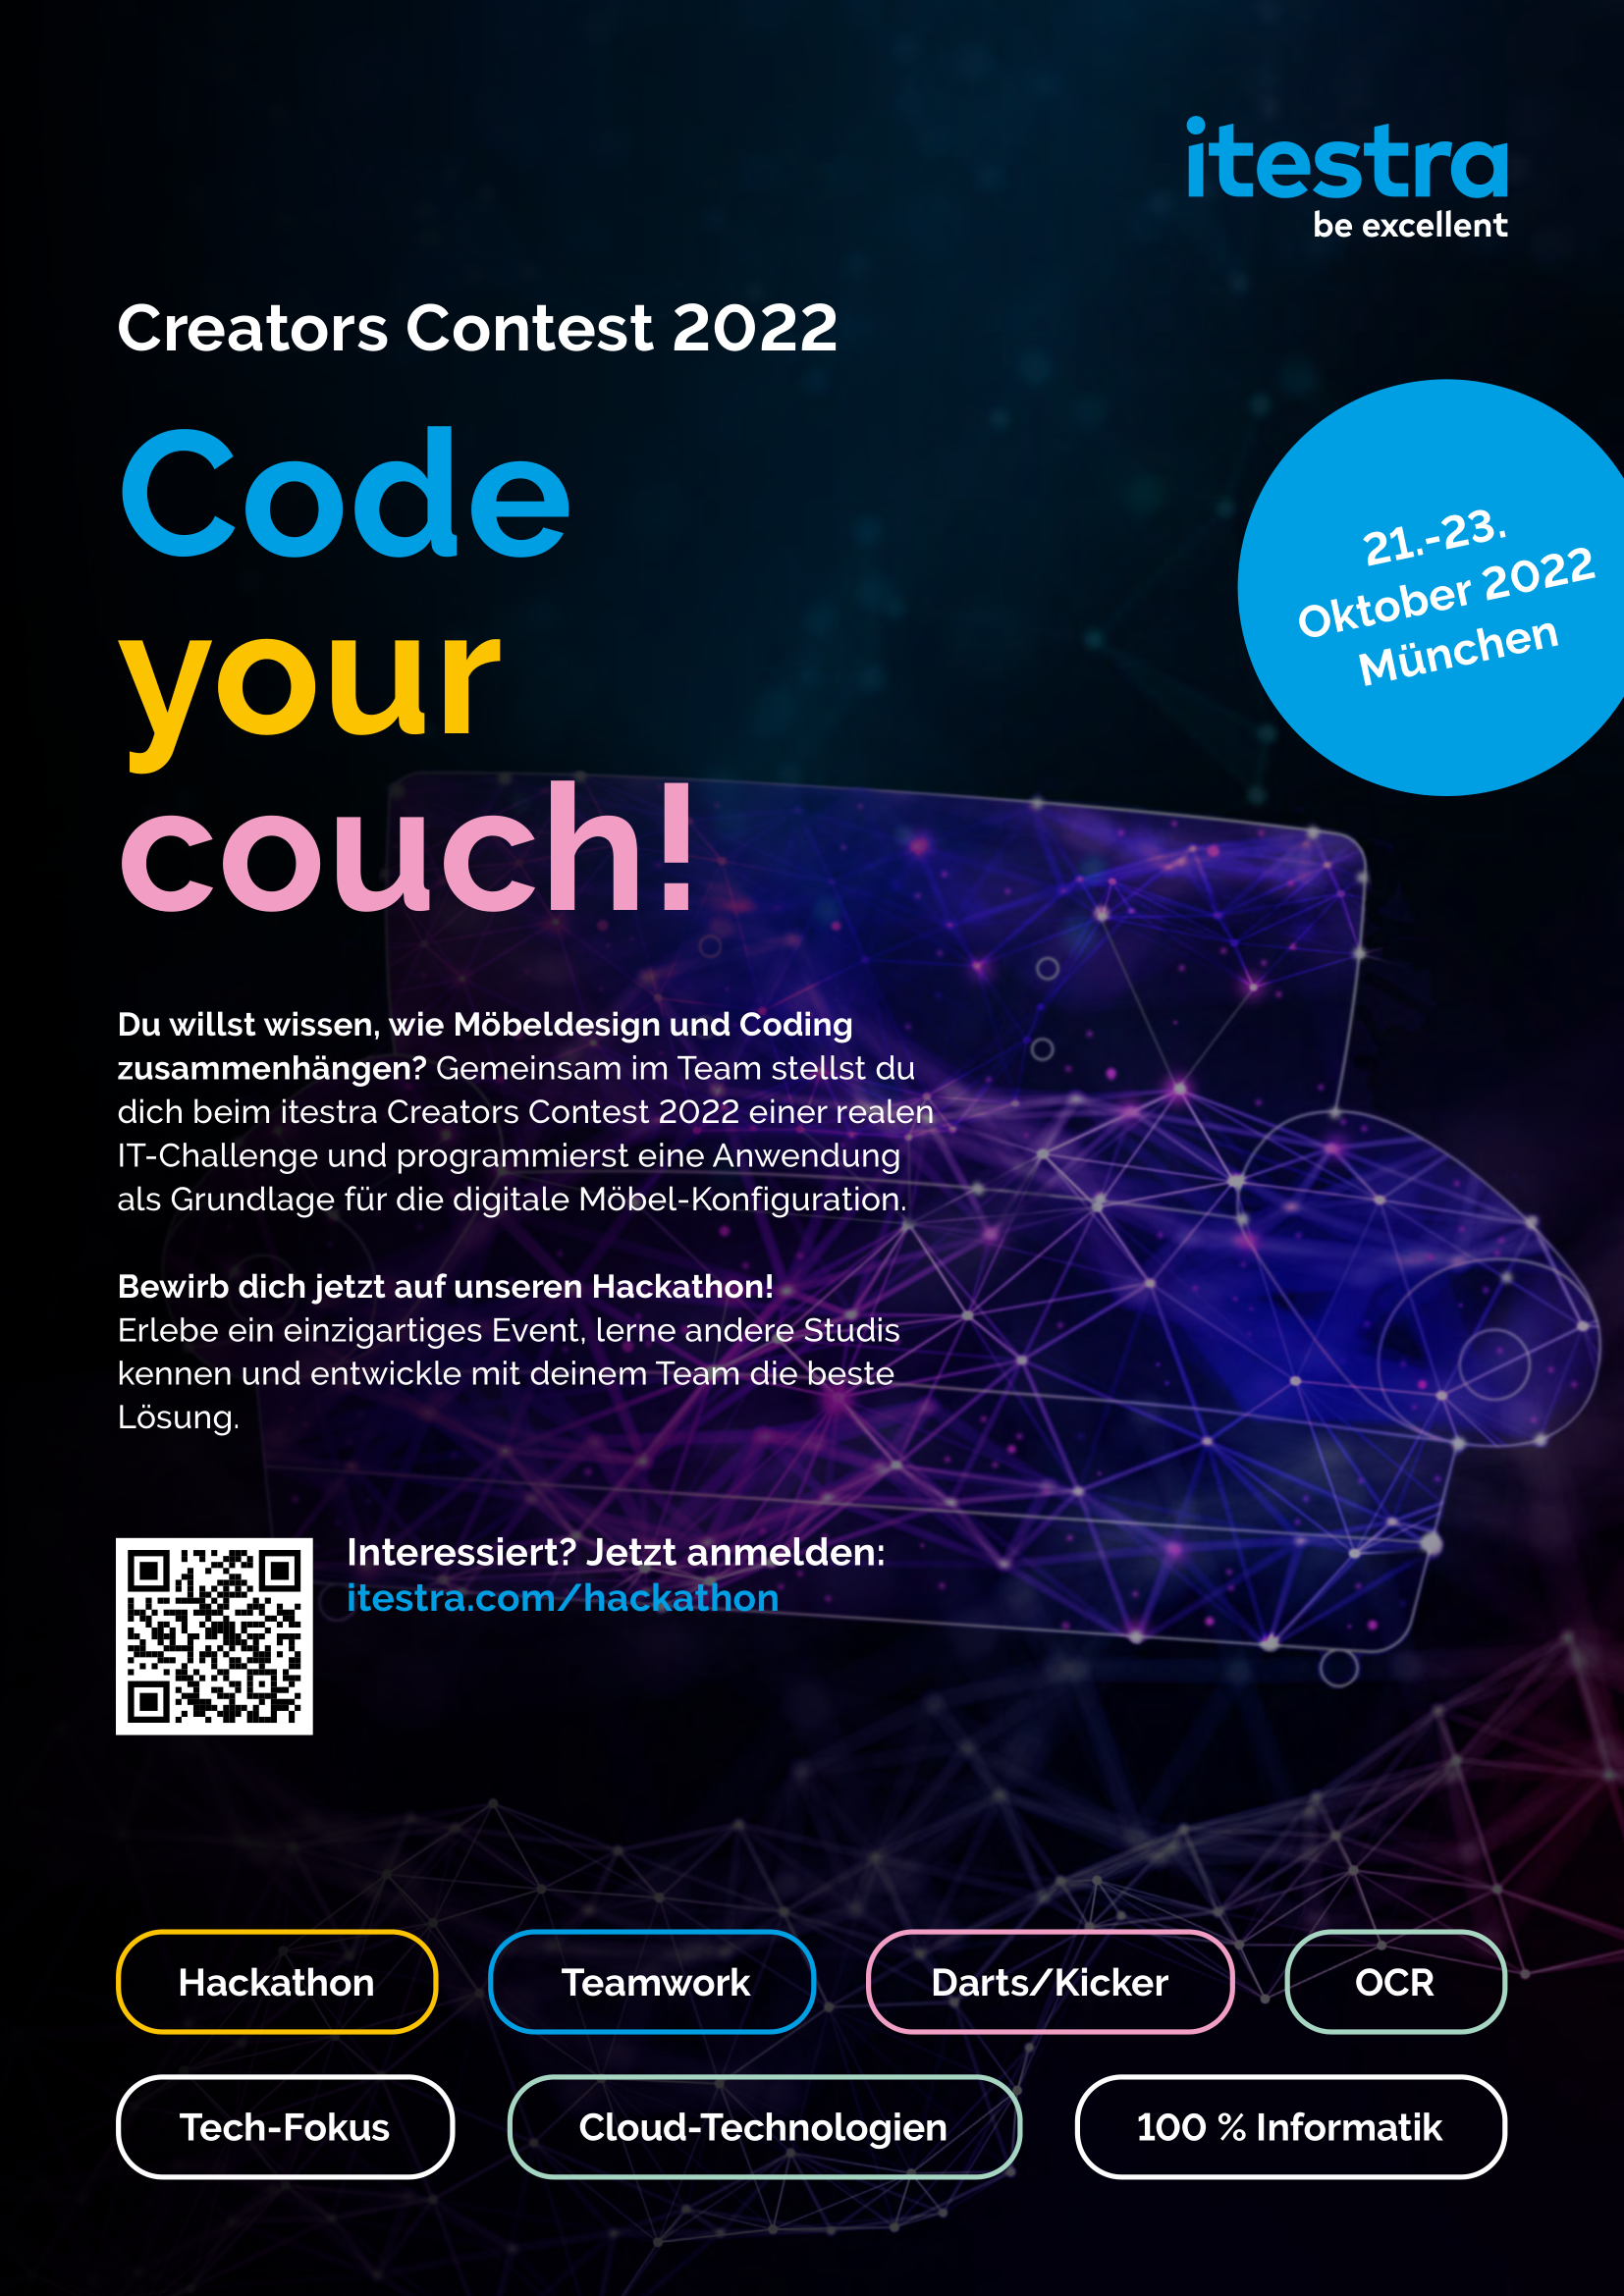 itestra
be excellent
Creators Contest 2022
Code
your
couch!
21.-23.
Oktober 2022
München
Du willst wissen, wie Möbeldesign und Coding
zusammenhängen? Gemeinsam im Team stellst du
dich beim itestra Creators Contest 2022 einer realen
IT-Challenge und programmierst eine Anwendung
als Grundlage für die digitale Möbel-Konfiguration.
Bewirb dich jetzt auf unseren Hackathon!
Erlebe ein einzigartiges Event, lerne andere Studis
kennen und entwickle mit deinem Team die beste
Lösung.
Interessiert? Jetzt anmelden:
itestra.com/hackathon
Hackathon
Teamwork
Darts/Kicker
OCR
Tech-Fokus
Cloud-Technologien
100 % Informatik